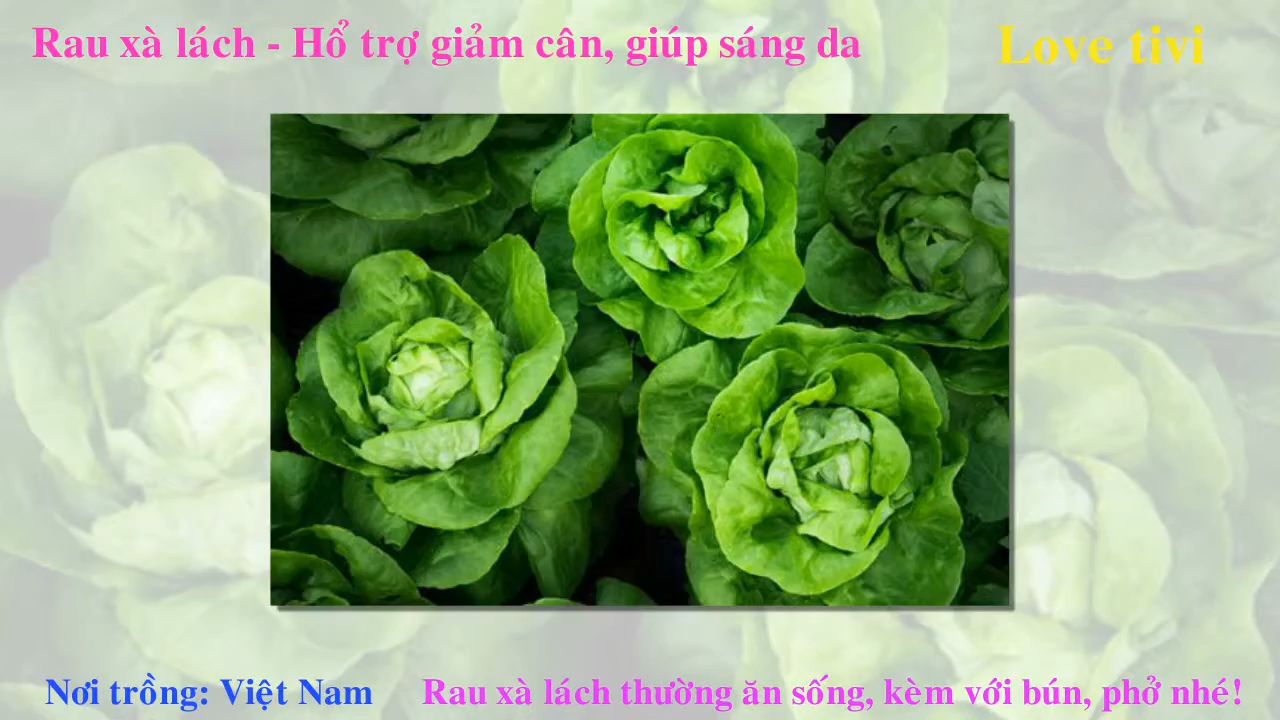 Rau xà lách - Hổ trợ giảm cân, giúp sáng da
Love tivi
Nơi trồng: Việt Nam
Rau xà lách thường ăn sống, kèm với bún, phở nhé!